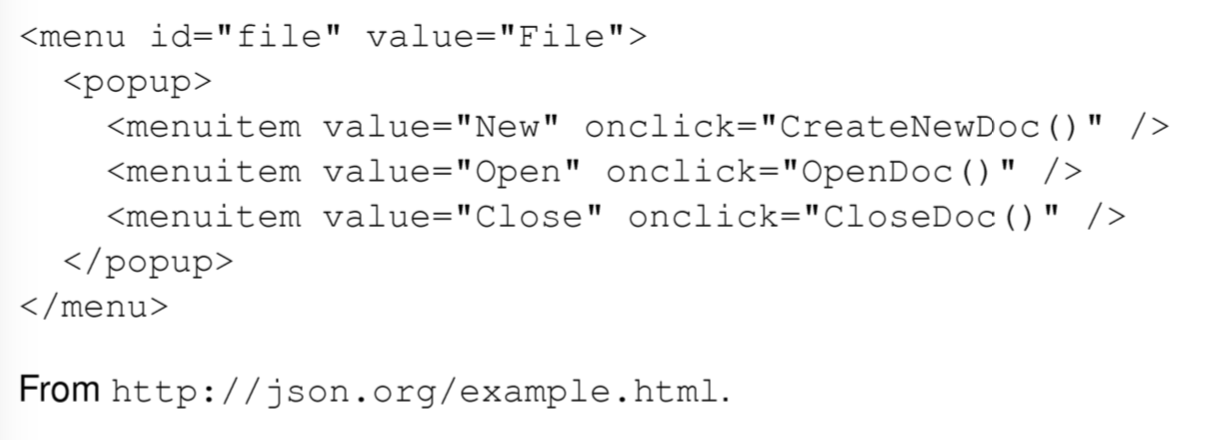 <menu id="file" value="File">
  <popup>
    <menuitem value="New" onclick="CreateNewDoc()" />
    <menuitem value="Open" onclick="OpenDoc()" />
    <menuitem value="Close" onclick="CloseDoc()" />
  </popup>
</menu>
From http://json.org/example.html.